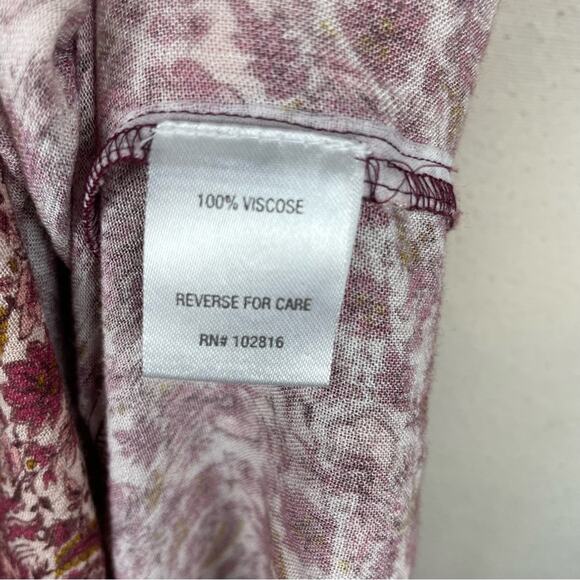 100% VISCOSE
REVERSE FOR CARE
RN# 102816